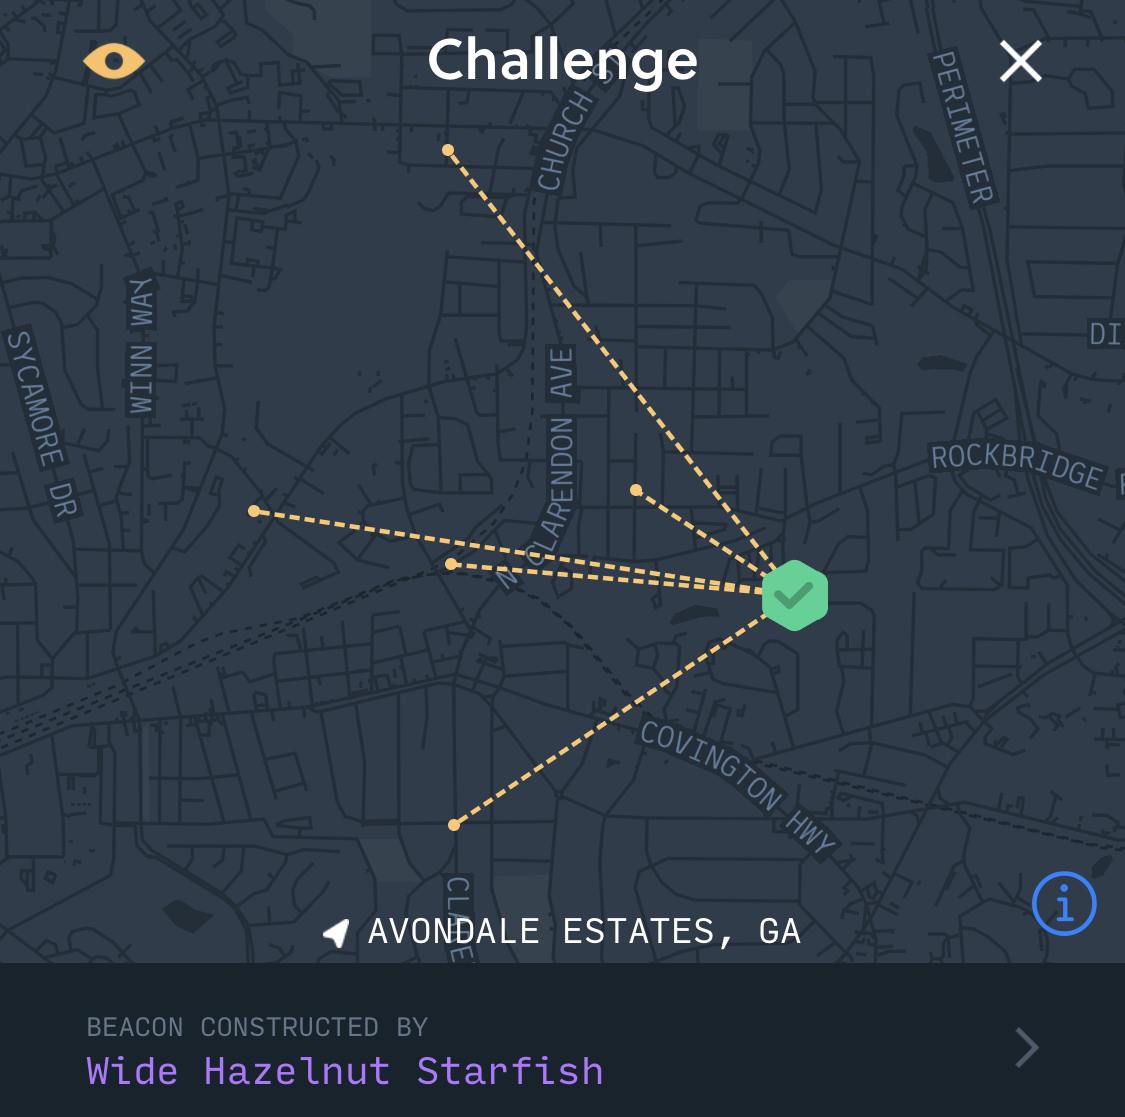 Challenge
CHURCH ST
PERIMETER
WINN WAY
SYCAMORE DR
DI
N CLARENDON AVE
ROCKBRIDGE
COVINGTON HWY
CLARE
AVONDALE ESTATES, GA
BEACON CONSTRUCTED BY
Wide Hazelnut Starfish